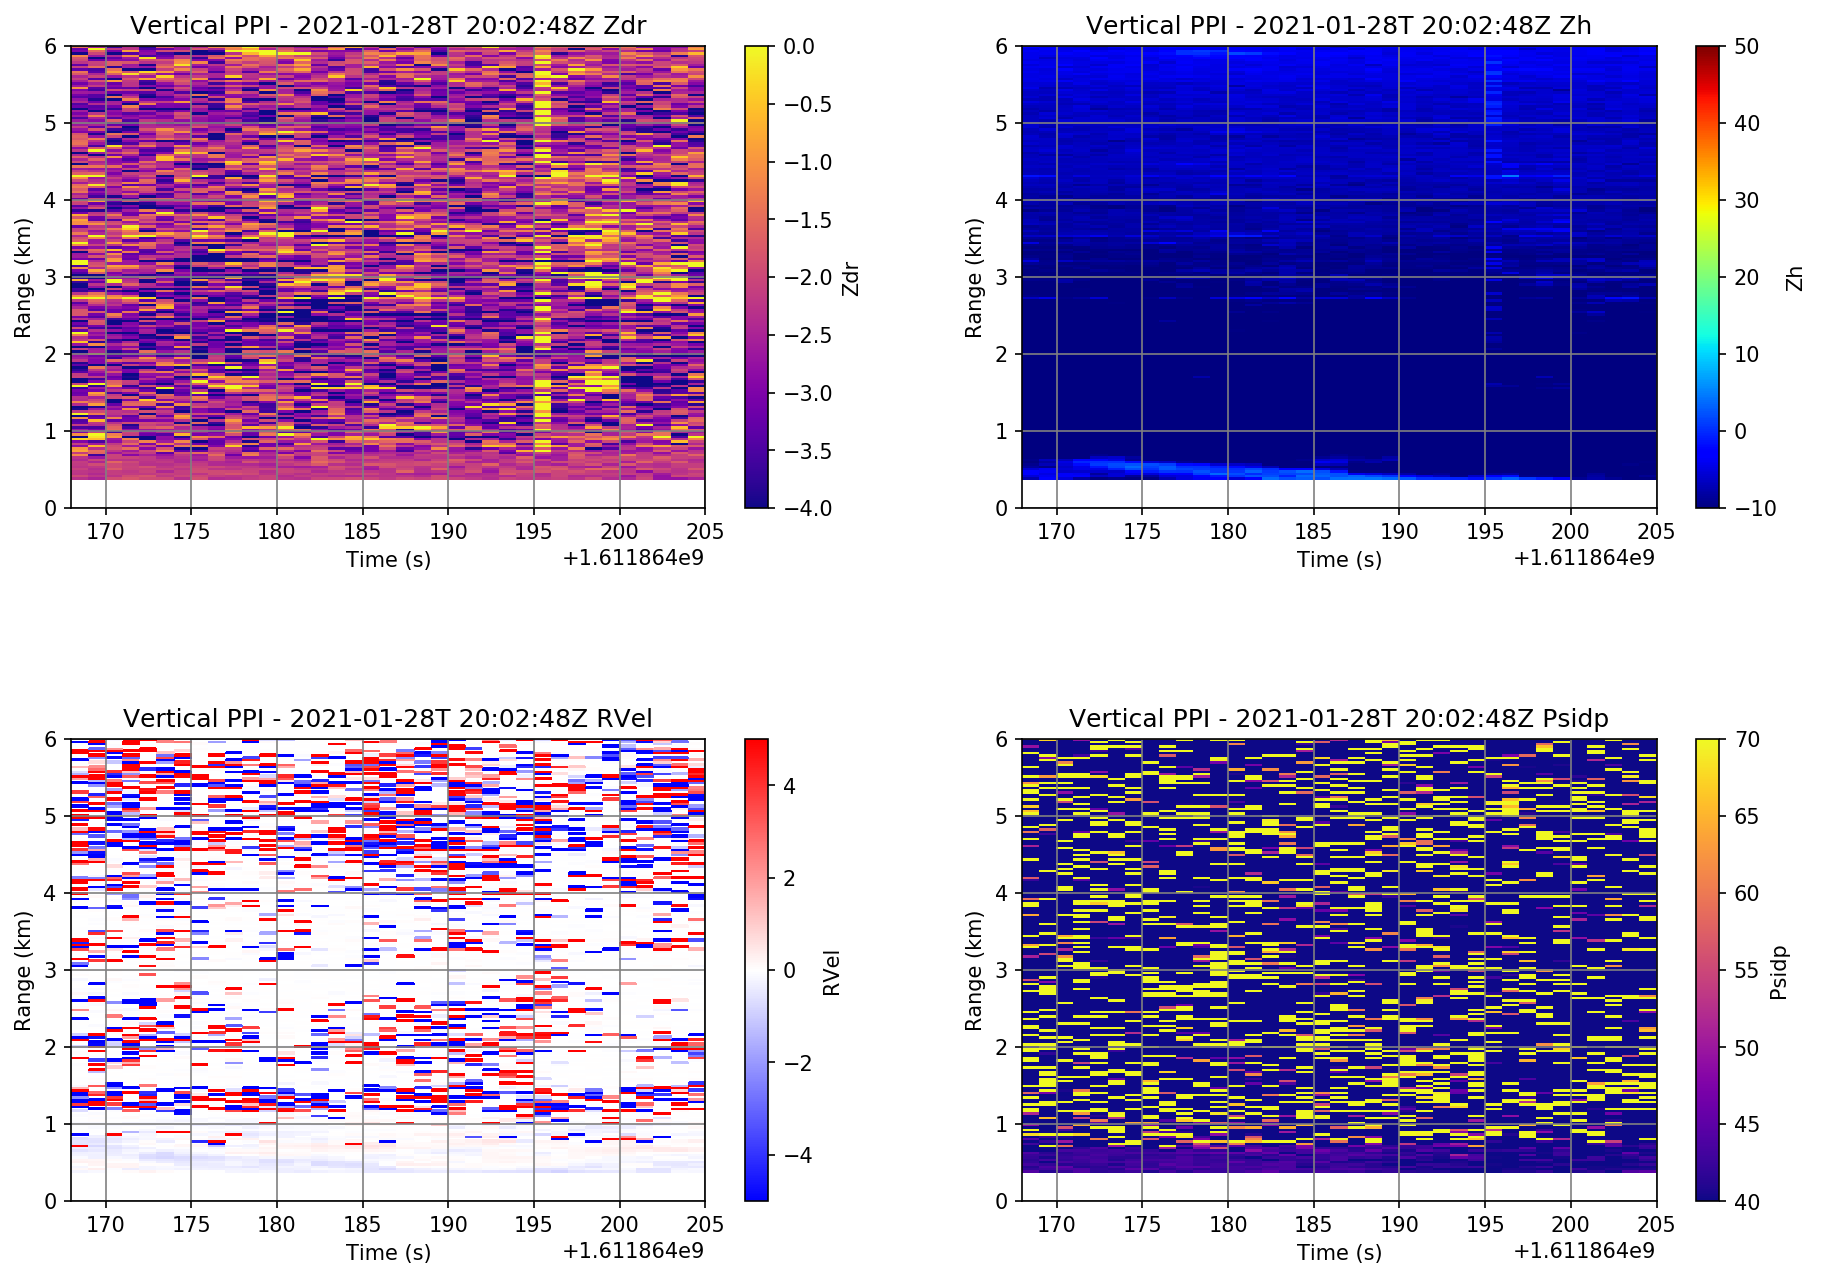 Vertical PPI - 2021-01-28T 20:02:48Z Zdr
6
5
4
3
2
1
0
Range (km)
170 175 180 185 190 195 200 205
Time (s)
+1.611864e9
0.0
−0.5
−1.0
−1.5
−2.0
−2.5
−3.0
−3.5
−4.0
Zdr
Vertical PPI - 2021-01-28T 20:02:48Z Zh
6
5
4
3
2
1
0
Range (km)
170 175 180 185 190 195 200 205
Time (s)
+1.611864e9
50
40
30
20
10
0
−10
Zh
Vertical PPI - 2021-01-28T 20:02:48Z RVel
6
5
4
3
2
1
0
Range (km)
170 175 180 185 190 195 200 205
Time (s)
+1.611864e9
4
2
0
−2
−4
RVel
Vertical PPI - 2021-01-28T 20:02:48Z Psidp
6
5
4
3
2
1
0
Range (km)
170 175 180 185 190 195 200 205
Time (s)
+1.611864e9
70
65
60
55
50
45
40
Psidp